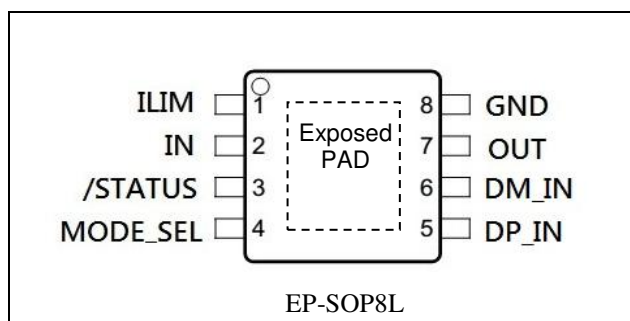 ILIM 1 8 GND
IN 2 Exposed 7 OUT
PAD
/STATUS 3 6 DM_IN
MODE_SEL 4 5 DP_IN
EP-SOP8L